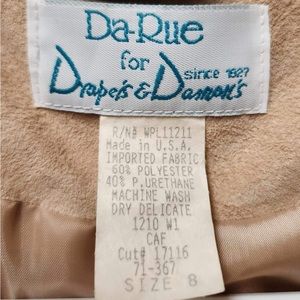 Da-Rue
for
Draper's & Damon's
since 1927
R/N# WPL11211
Made in U.S.A.
IMPORTED FABRIC
60% POLYESTER
40% P.URETHANE
MACHINE WASH
DRY DELICATE
1210 W1
CAF
Cut# 17116
71-367
SIZE 8